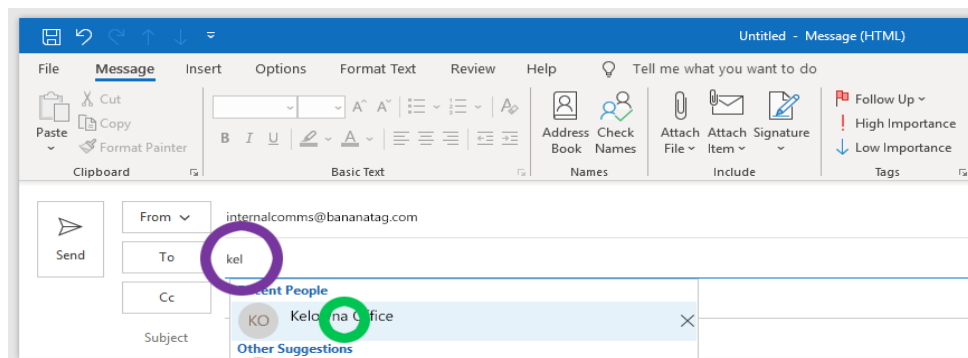 Untitled - Message (HTML)
File Message Insert Options Format Text Review Help Tell me what you want to do
Paste
Cut
Copy
Format Painter
B I U A
Address Book
Check Names
Attach File
Attach Item
Signature
Follow Up
High Importance
Low Importance
Clipboard Basic Text Names Include Tags
Send
From internalcomms@bananatag.com
To kel
Cc
Subject
People
KO Office
Other Suggestions